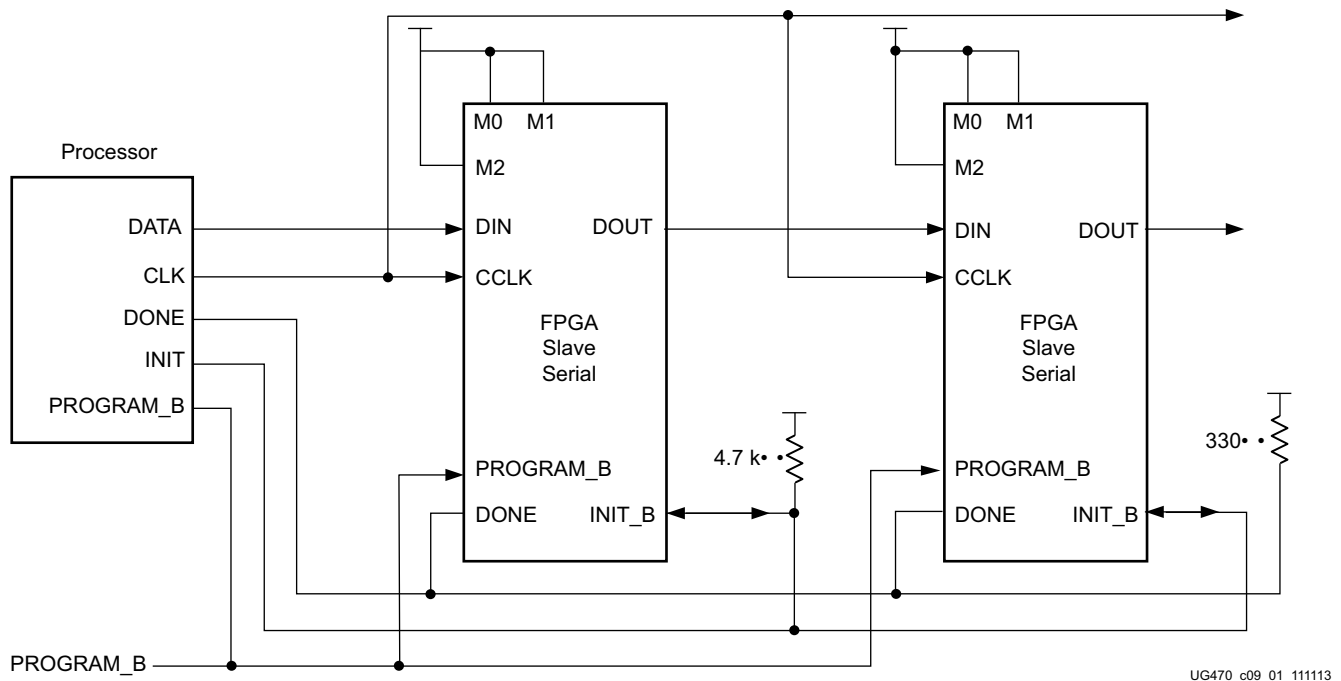 Processor
DATA
CLK
DONE
INIT
PROGRAM_B
M0 M1
M2
DIN DOUT
CCLK
FPGA
Slave
Serial
PROGRAM_B
DONE INIT_B
4.7 k• •
M0 M1
M2
DIN DOUT
CCLK
FPGA
Slave
Serial
PROGRAM_B
DONE INIT_B
330• •
PROGRAM_B
UG470_c09_01_111113